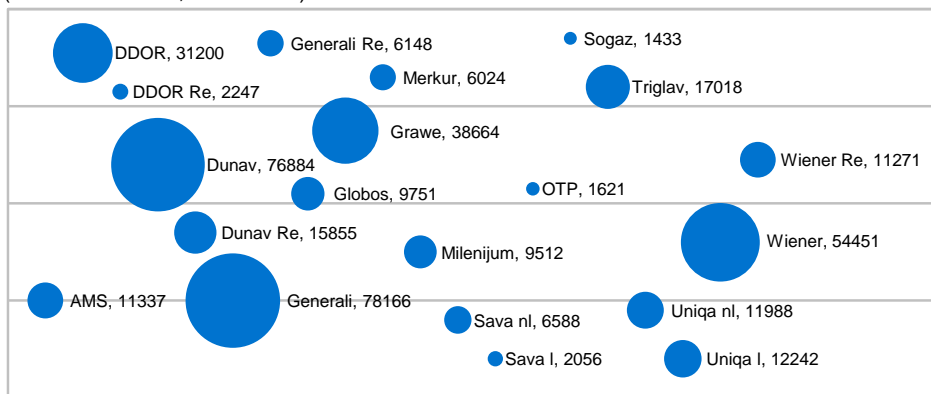 DDOR, 31200
Generali Re, 6148
Sogaz, 1433
Merkur, 6024
Triglav, 17018
DDOR Re, 2247
Grawe, 38664
Dunav, 76884
Wiener Re, 11271
Globos, 9751
OTP, 1621
Dunav Re, 15855
Milenijum, 9512
Wiener, 54451
AMS, 11337
Generali, 78166
Uniqa nl, 11988
Sava nl, 6588
Sava l, 2056
Uniqa l, 12242